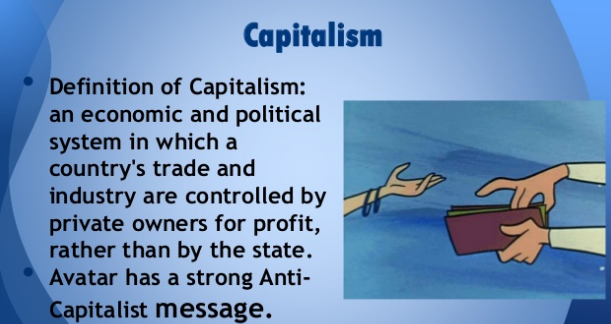 Capitalism
• Definition of Capitalism:
an economic and political
system in which a
country's trade and
industry are controlled by
private owners for profit,
rather than by the state.
• Avatar has a strong Anti-
Capitalist message.